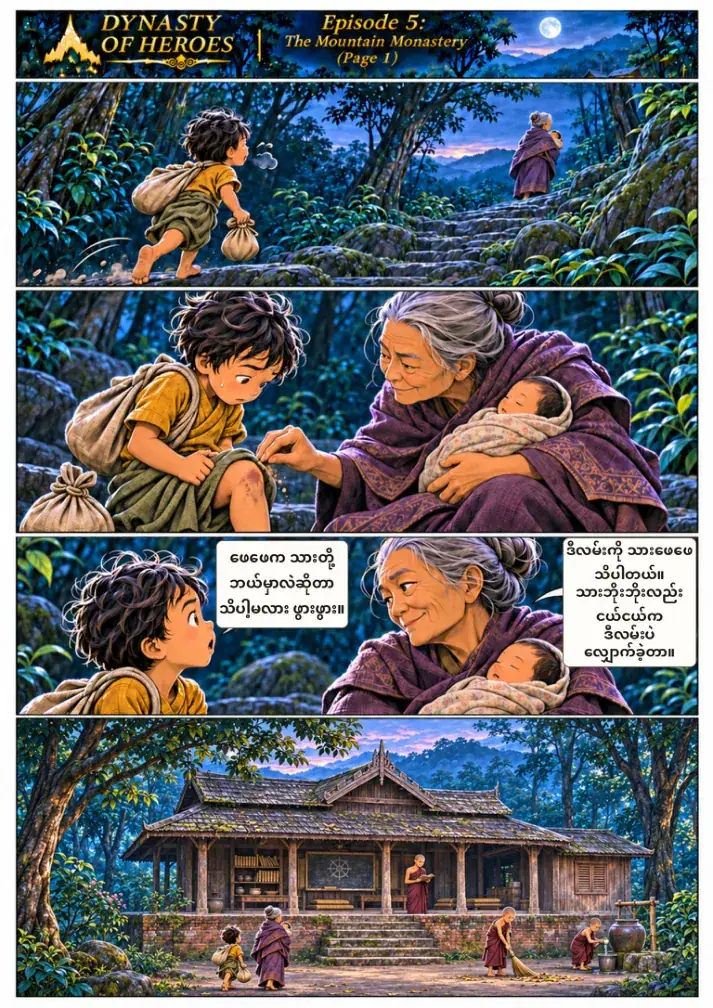 DYNASTY
OF HEROES
Episode 5:
The Mountain Monastery
(Page 1)
ဖေဖေက သားတို့
ဘယ်မှာလဲဆိုတာ
သိပါ့မလား ဖွားဖွား။
ဒီလမ်းကို သားဖေဖေ
သိပါတယ်။
သားဘိုးဘိုးလည်း
ငယ်ငယ်က
ဒီလမ်းပဲ
လျှောက်ခဲ့တာ။